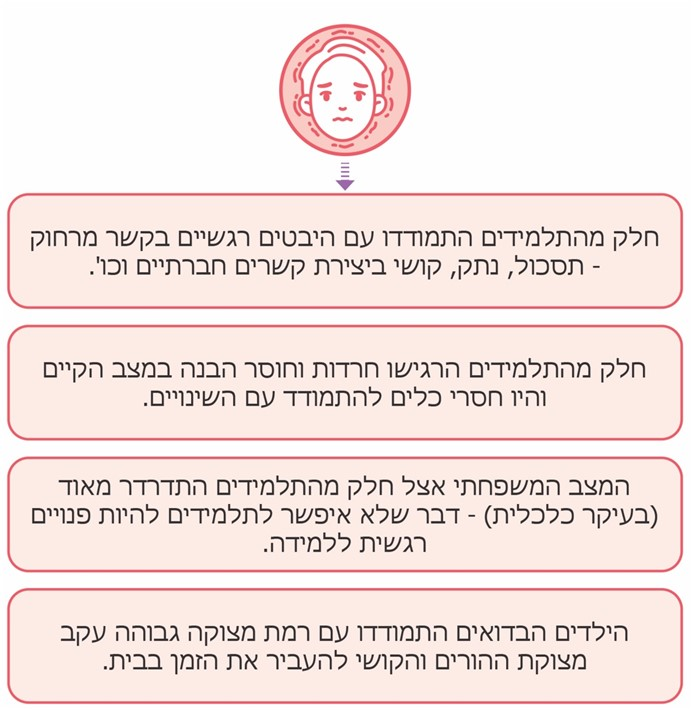 חלק מהתלמידים התמודדו עם היבטים רגשיים בקשר מרחוק
- תסכול, נתק, קושי ביצירת קשרים חברתיים וכו'.
חלק מהתלמידים הרגישו חרדות וחוסר הבנה במצב הקיים
והיו חסרי כלים להתמודד עם השינויים.
המצב המשפחתי אצל חלק מהתלמידים התדרדר מאוד
(בעיקר כלכלית) - דבר שלא איפשר לתלמידים להיות פנויים
רגשית ללמידה.
הילדים הבדואים התמודדו עם רמת מצוקה גבוהה עקב
מצוקת ההורים והקושי להעביר את הזמן בבית.